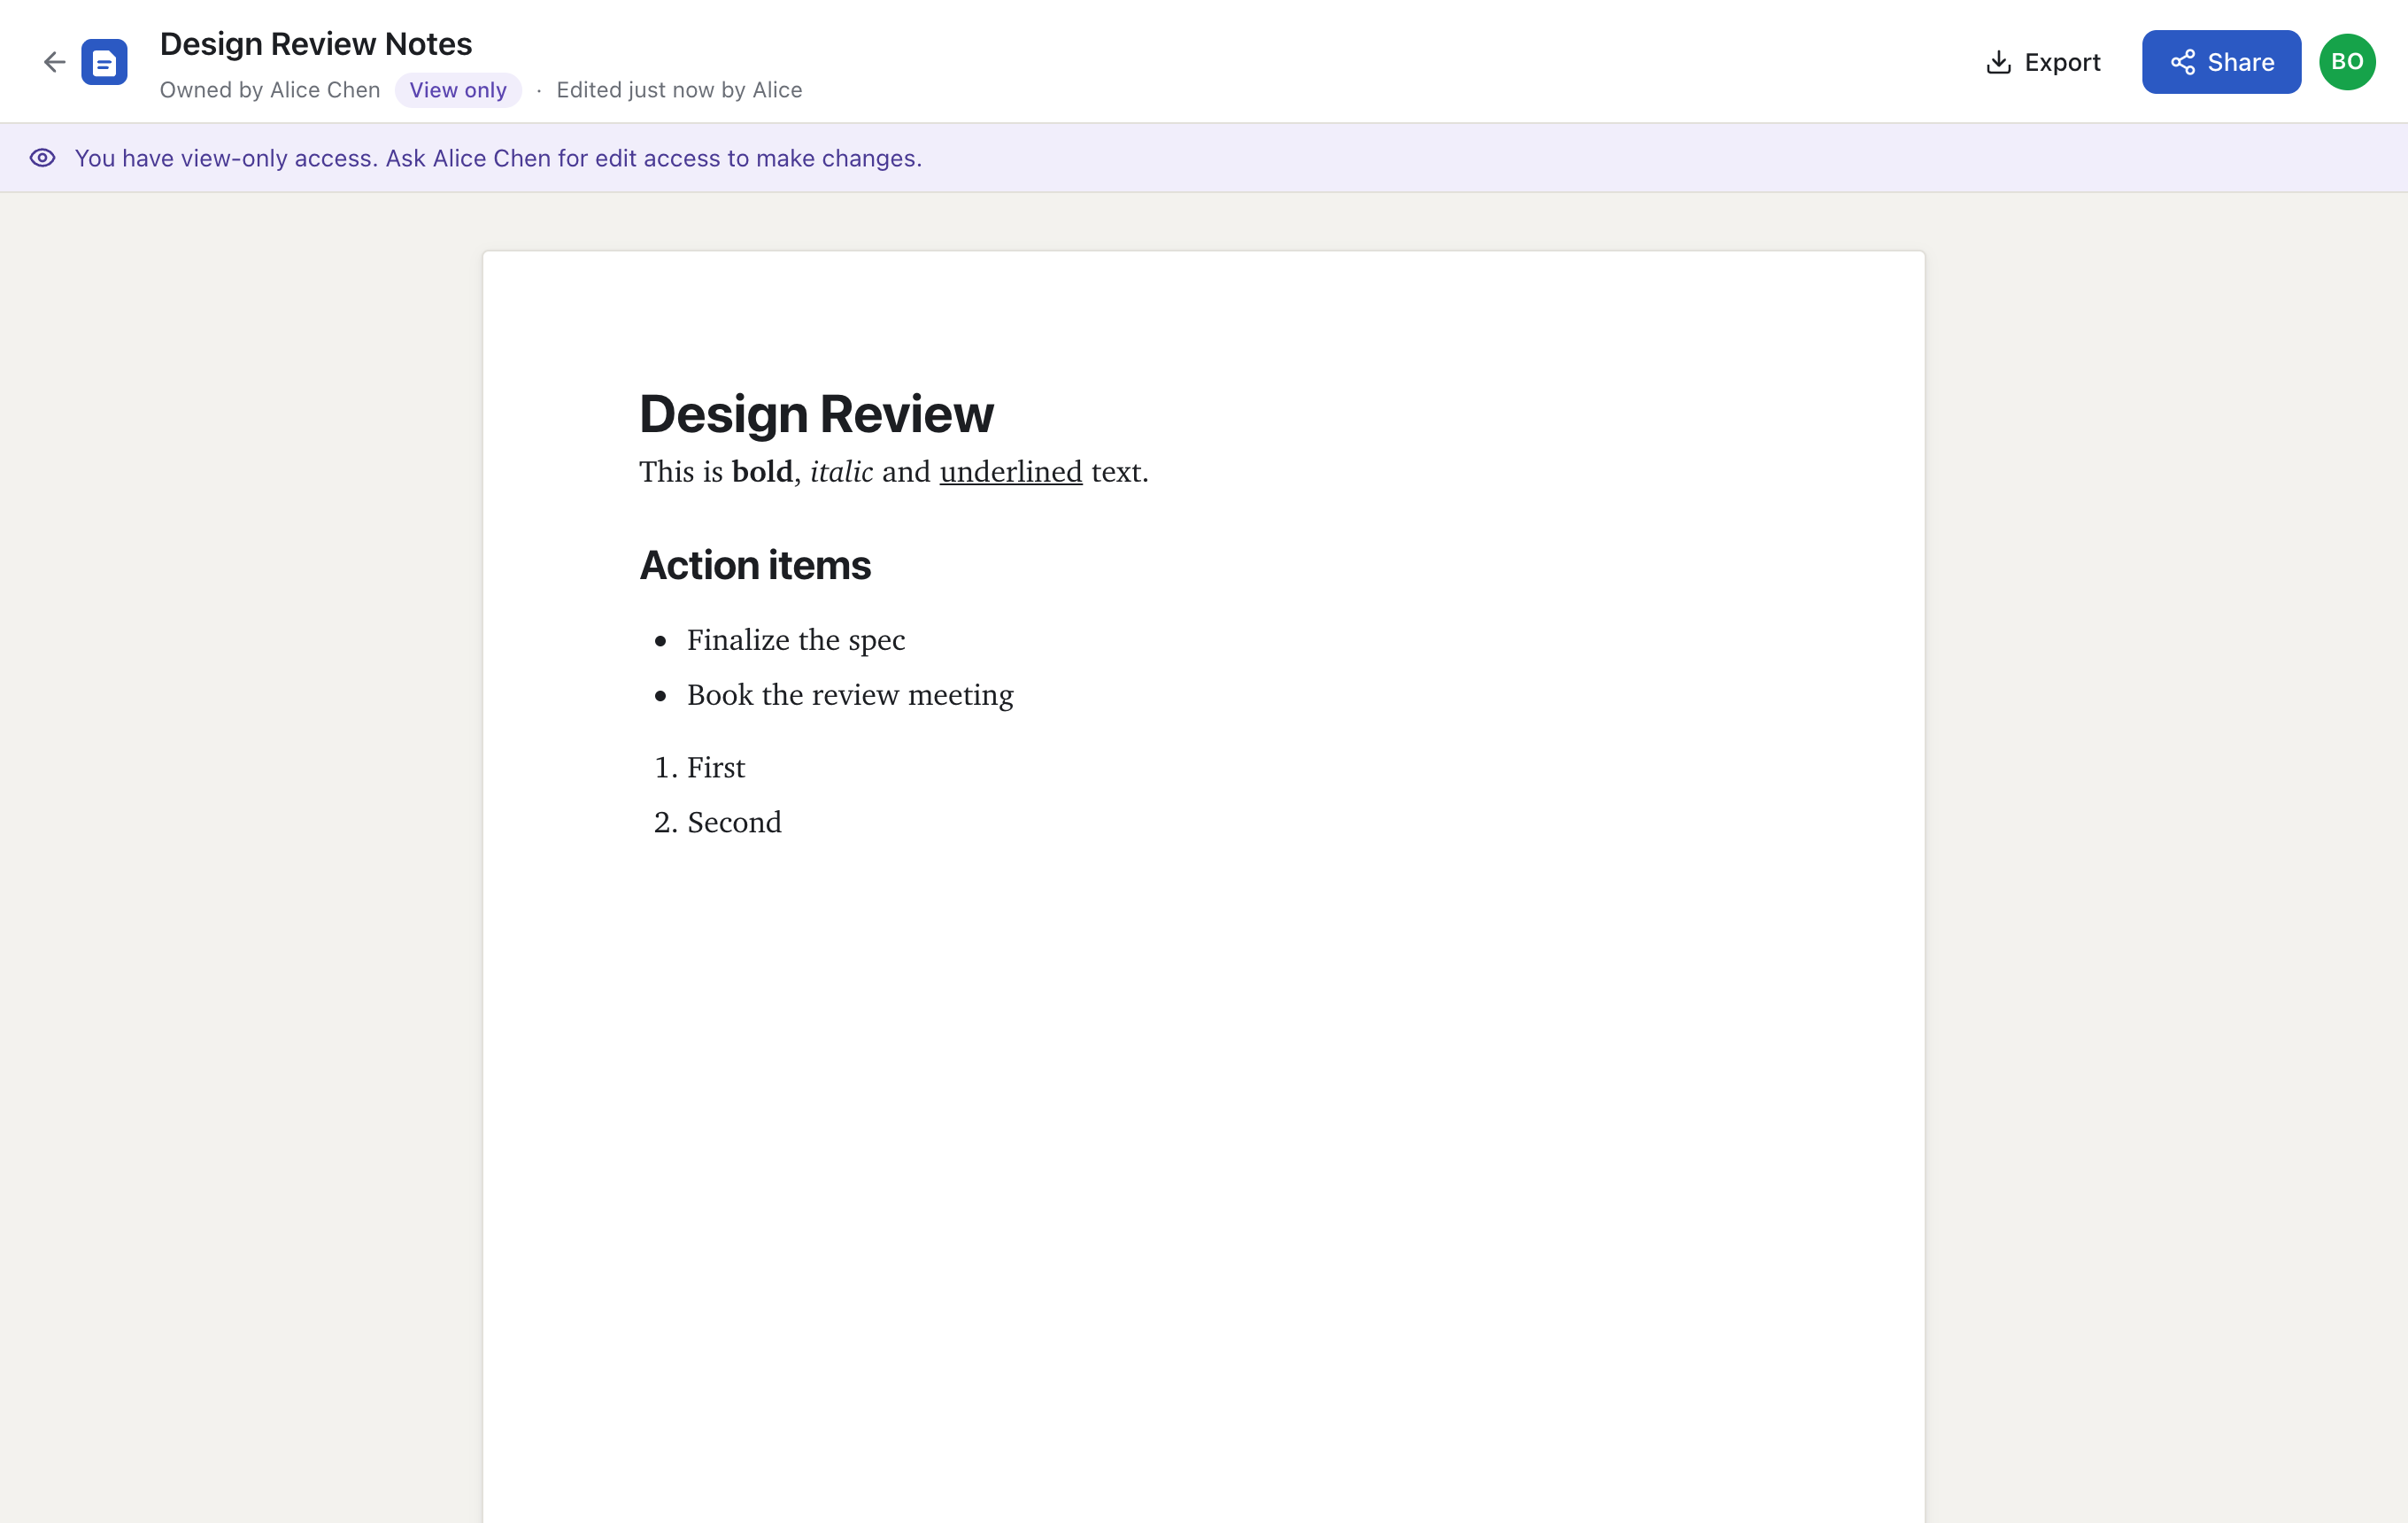 Design Review Notes
Owned by Alice Chen View only · Edited just now by Alice
Export
Share
BO
You have view-only access. Ask Alice Chen for edit access to make changes.
Design Review
This is bold, italic and underlined text.
Action items
• Finalize the spec
• Book the review meeting
1. First
2. Second